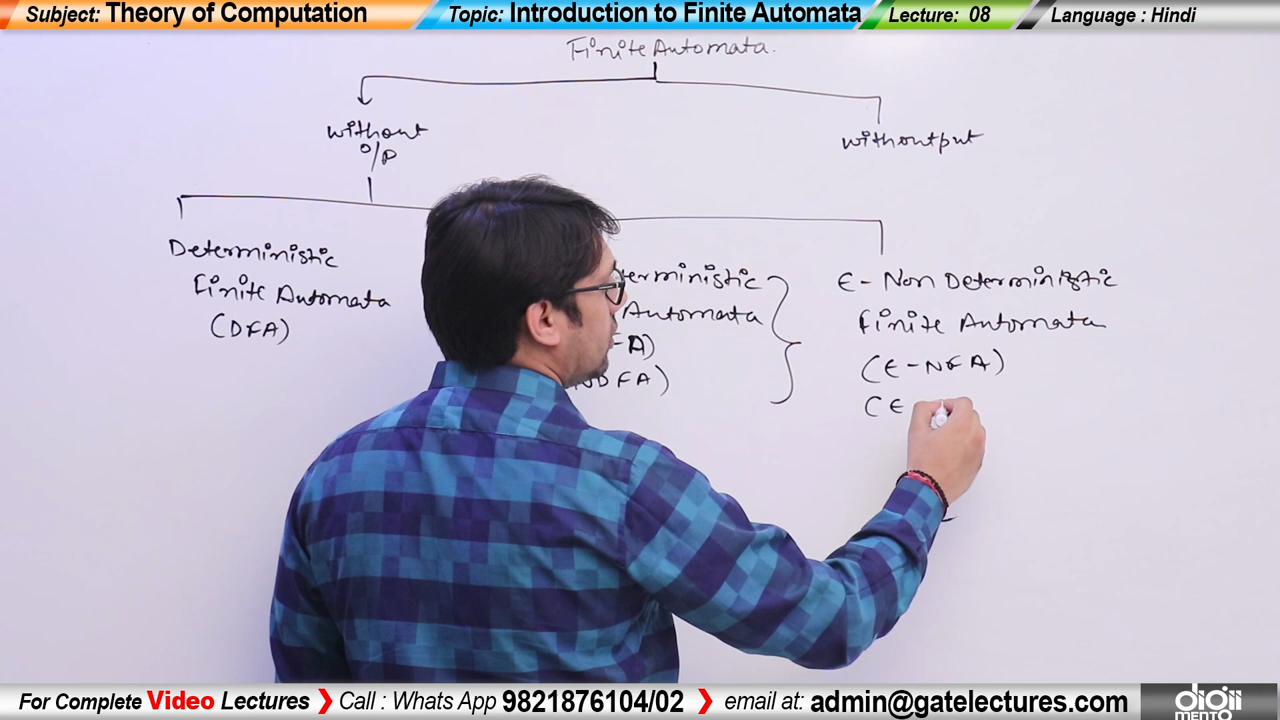 Subject: Theory of Computation
Topic: Introduction to Finite Automata
Lecture: 08
Language : Hindi
Finite Automata.
without
o/p
withoutput
Deterministic
Finite Automata
(DFA)
terministic
Automata
A)
DFA)
ϵ- Non Deterministic
Finite Automata
(ϵ-NFA)
(ϵ
For Complete Video Lectures ❯ Call : Whats App 9821876104/02 ❯ email at: admin@gatelectures.com
digii
MENTO